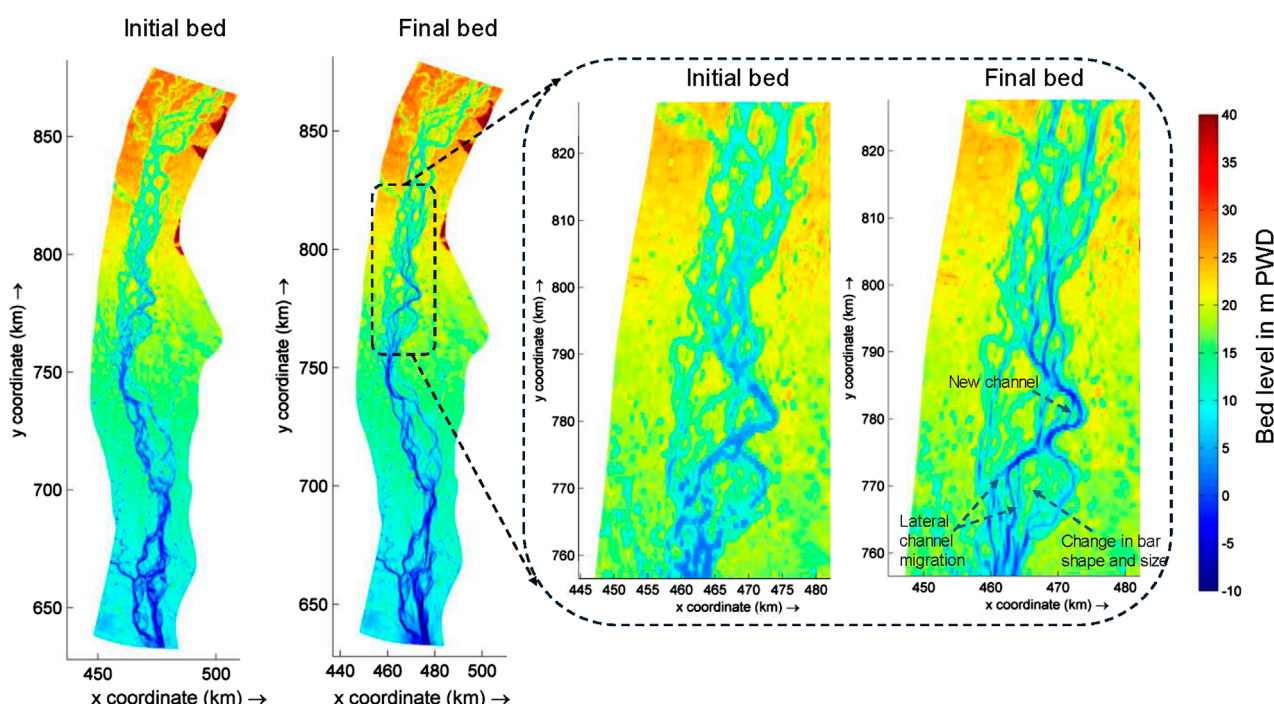 Initial bed
Final bed
Initial bed
Final bed
850
800
750
700
650
450
500
x coordinate (km) →
y coordinate (km) →
850
800
750
700
650
440
460
480
500
x coordinate (km) →
y coordinate (km) →
820
810
800
790
780
770
760
445
450
455
460
465
470
475
480
x coordinate (km) →
y coordinate (km) →
820
810
800
790
780
770
760
450
460
470
480
x coordinate (km) →
y coordinate (km) →
New channel
Lateral
channel
migration
Change in bar
shape and size
40
35
30
25
20
15
10
5
0
-5
-10
Bed level in m PWD